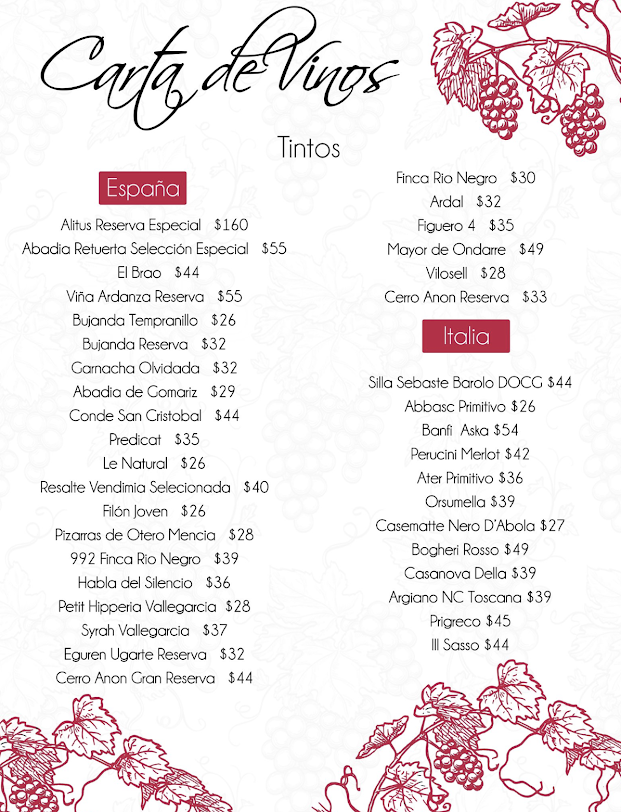 Carta de Vinos
Tintos
España
Alitus Reserva Especial $160
Abadia Retuerta Selección Especial $55
El Brao $44
Viña Ardanza Reserva $55
Bujanda Tempranillo $26
Bujanda Reserva $32
Garnacha Olvidada $32
Abadia de Gomariz $29
Conde San Cristobal $44
Predicat $35
Le Natural $26
Resalte Vendimia Selecionada $40
Filón Joven $26
Pizarras de Otero Mencia $28
992 Finca Rio Negro $39
Habla del Silencio $36
Petit Hipperia Vallegarcia $28
Syrah Vallegarcia $37
Eguren Ugarte Reserva $32
Cerro Anon Gran Reserva $44
Finca Rio Negro $30
Ardal $32
Figuero 4 $35
Mayor de Ondarre $49
Vilosell $28
Cerro Anon Reserva $33
Italia
Silla Sebaste Barolo DOCG $44
Abbasc Primitivo $26
Banfi Aska $54
Perucini Merlot $42
Ater Primitivo $36
Orsumella $39
Casematte Nero D'Abola $27
Bogheri Rosso $49
Casanova Della $39
Argiano NC Toscana $39
Prigreco $45
Ill Sasso $44